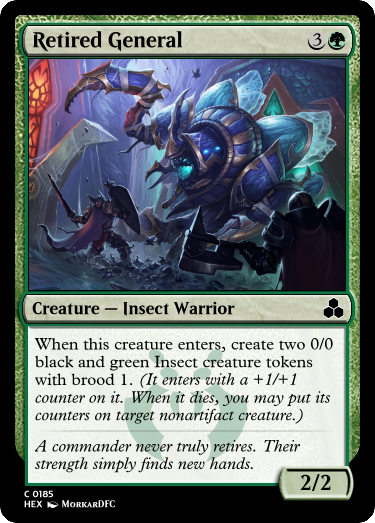 Retired General 3
Creature — Insect Warrior
When this creature enters, create two 0/0
black and green Insect creature tokens
with brood 1. (It enters with a +1/+1
counter on it. When it dies, you may put its
counters on target nonartifact creature.)
A commander never truly retires. Their
strength simply finds new hands.
2/2
C 0185
HEX MorkarDFC